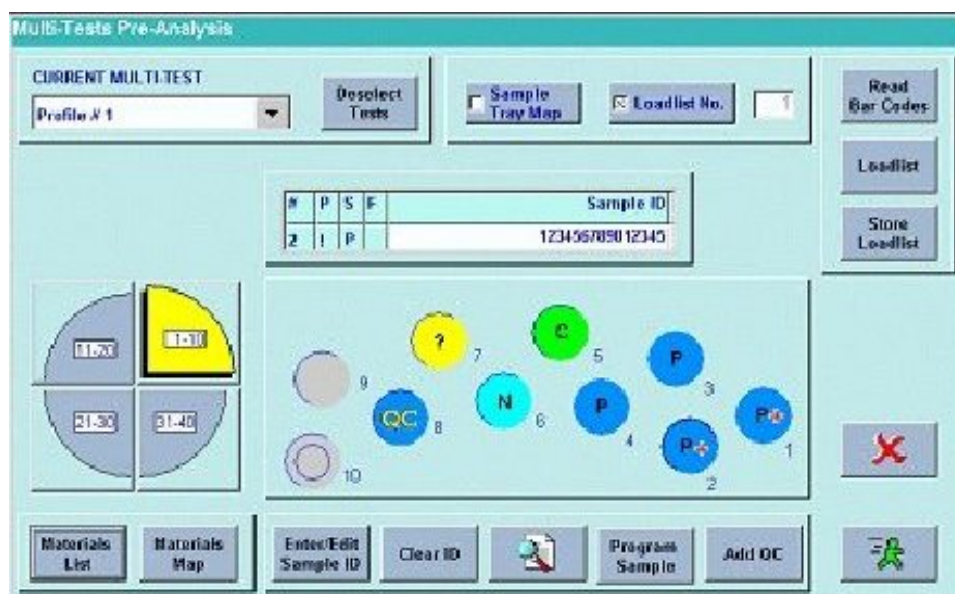 Multi-Tests Pre-Analysis
CURRENT MULTI-TEST
Profile # 1
Deselect
Tests
Sample
Tray Map
Loadlist No.
1
Read
Bar Codes
Loadlist
Store
Loadlist
# P S F Sample ID
2 ! P 123456789012345
11-20
1-10
21-30
31-40
? 7
C 5
P 3
9
QC 8
N 6
P 4
P 2
P 1
10
Materials
List
Materials
Map
Enter/Edit
Sample ID
Clear ID
Program
Sample
Add QC